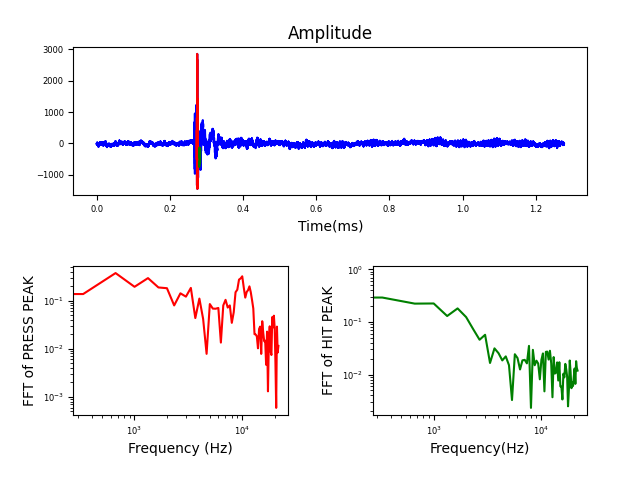 Amplitude
3000
2000
1000
0
−1000
0.0 0.2 0.4 0.6 0.8 1.0 1.2
Time(ms)
FFT of PRESS PEAK
10⁻¹
10⁻²
10⁻³
10³ 10⁴
Frequency (Hz)
FFT of HIT PEAK
10⁰
10⁻¹
10⁻²
10³ 10⁴
Frequency(Hz)